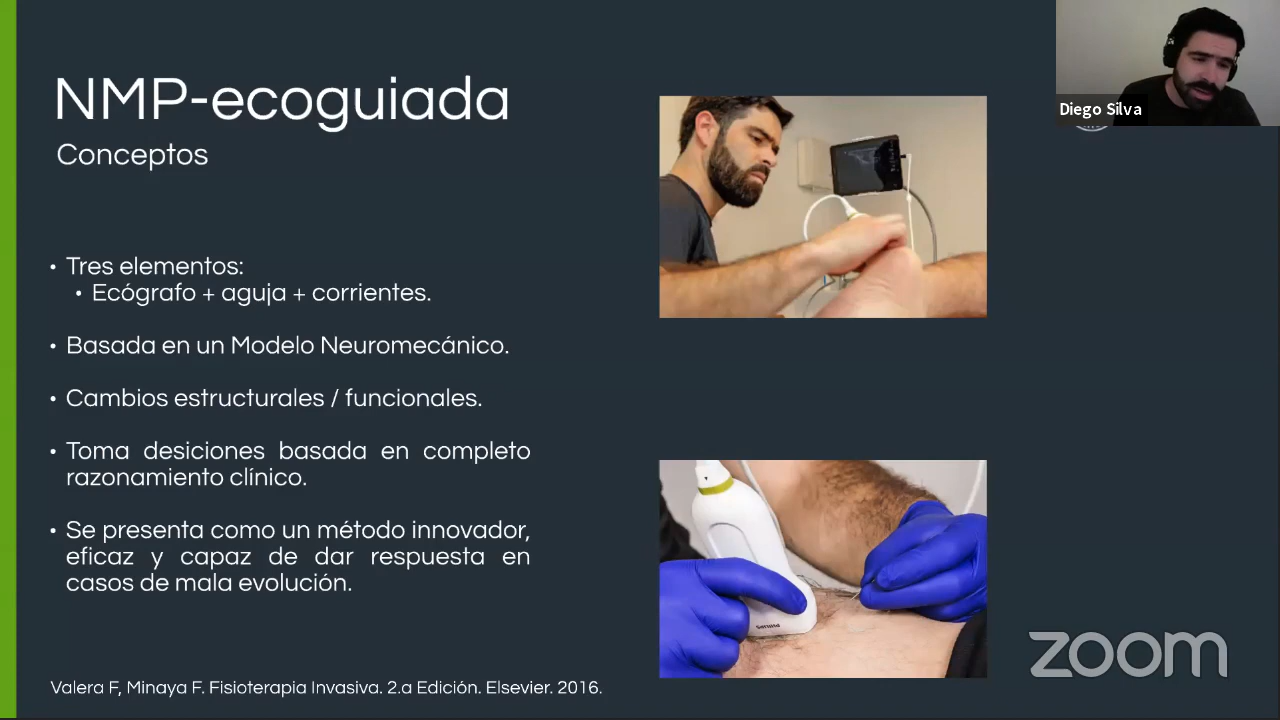 NMP-ecoguiada
Conceptos
• Tres elementos:
• Ecógrafo + aguja + corrientes.
• Basada en un Modelo Neuromecánico.
• Cambios estructurales / funcionales.
• Toma desiciones basada en completo
razonamiento clínico.
• Se presenta como un método innovador,
eficaz y capaz de dar respuesta en
casos de mala evolución.
Valera F, Minaya F. Fisioterapia Invasiva. 2.a Edición. Elsevier. 2016.
Diego Silva
PHILIPS
zoom